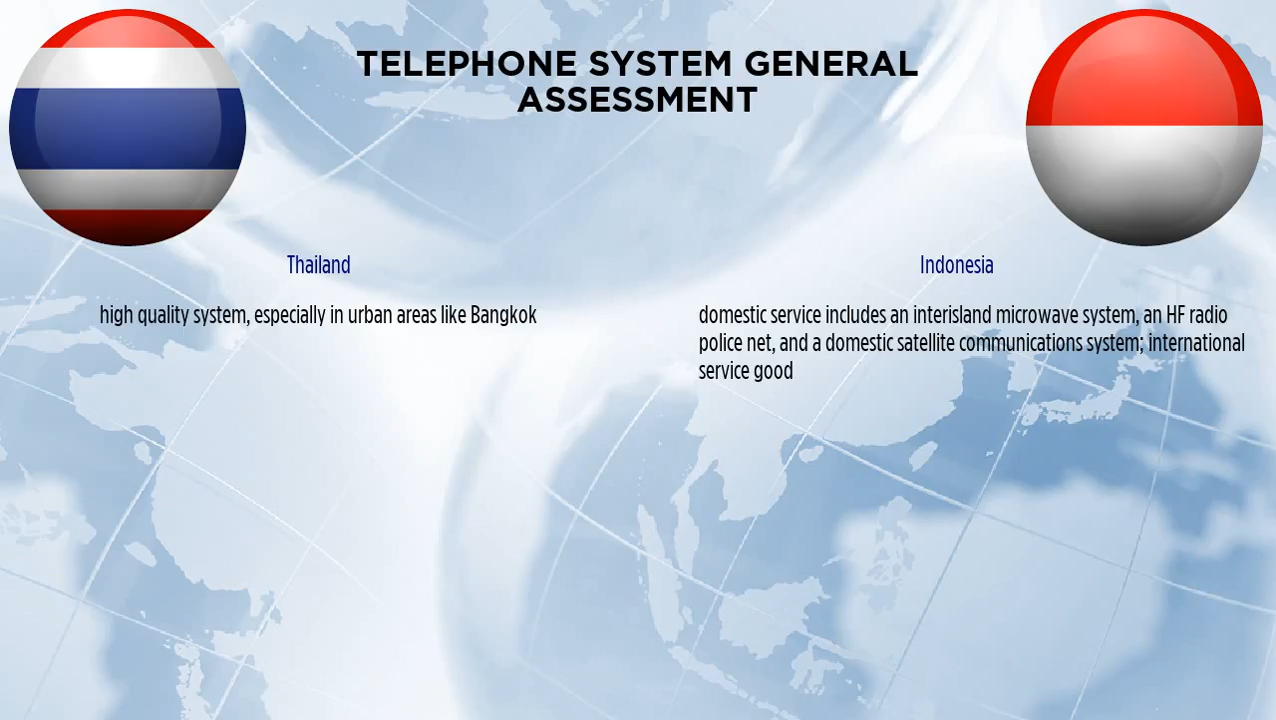 TELEPHONE SYSTEM GENERAL
ASSESSMENT
Thailand
high quality system, especially in urban areas like Bangkok
Indonesia
domestic service includes an interisland microwave system, an HF radio
police net, and a domestic satellite communications system; international
service good